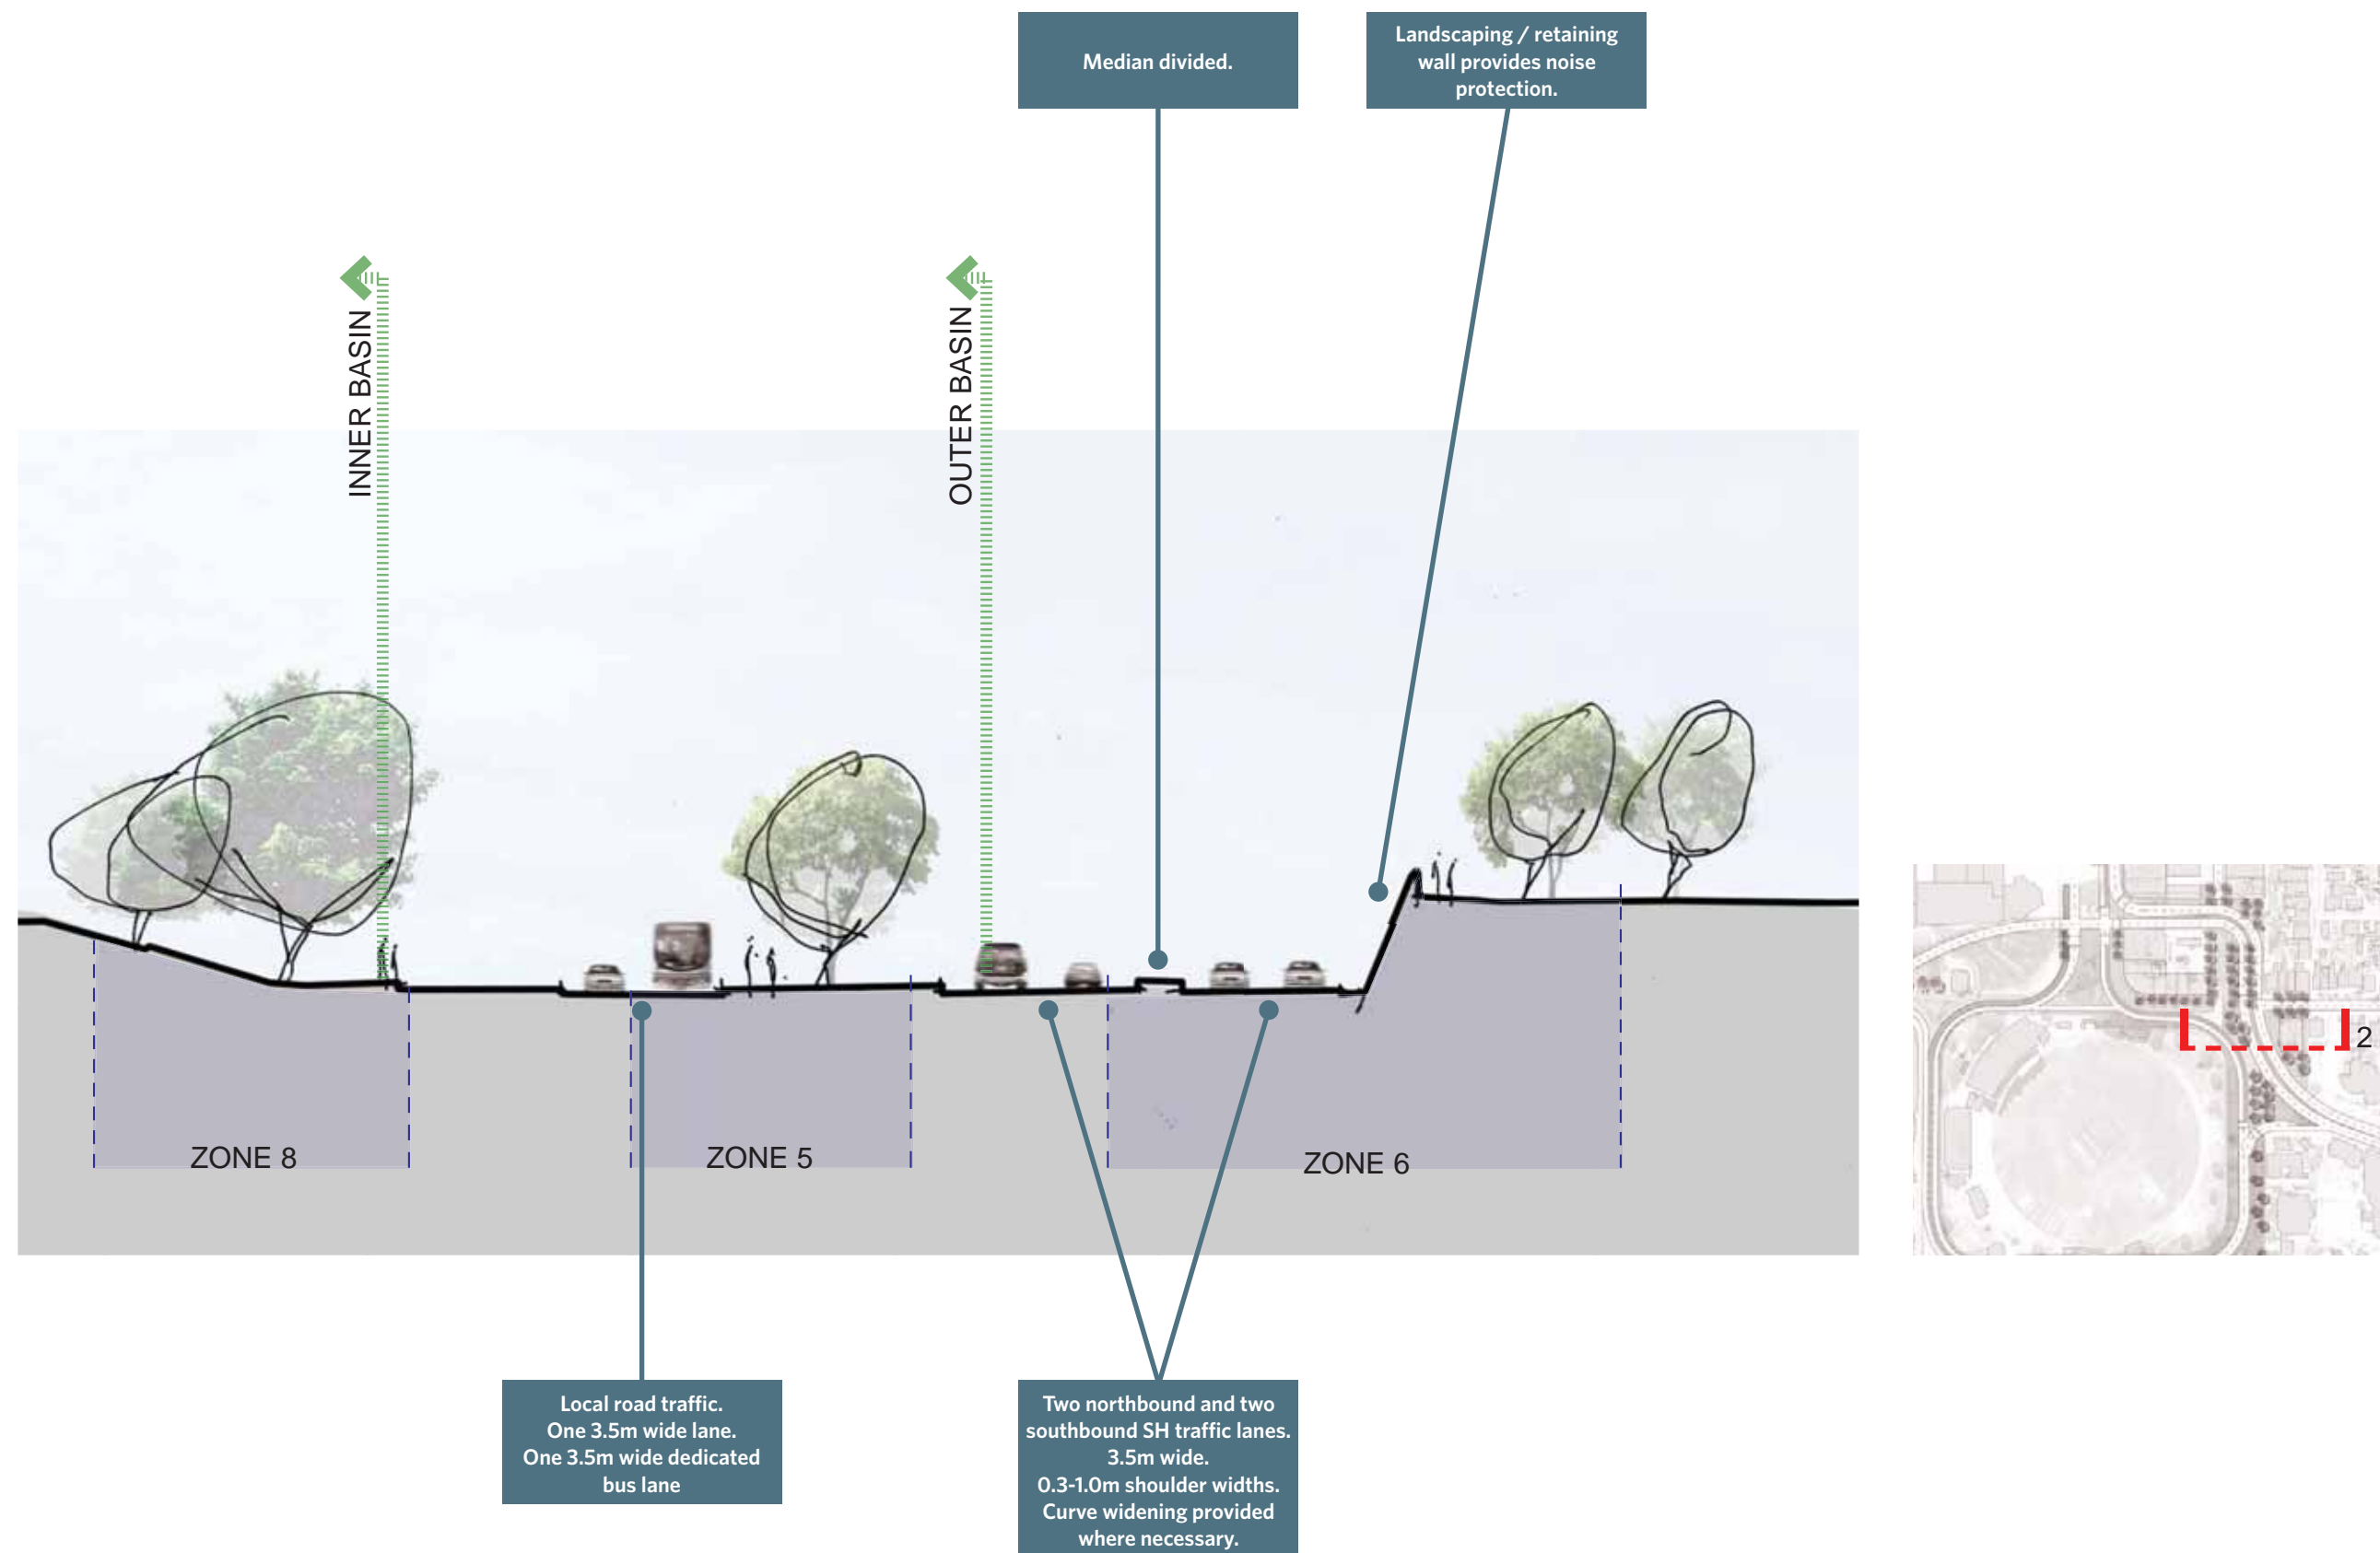 Median divided.
Landscaping / retaining
wall provides noise
protection.
INNER BASIN
OUTER BASIN
ZONE 8
ZONE 5
ZONE 6
2
Local road traffic.
One 3.5m wide lane.
One 3.5m wide dedicated
bus lane
Two northbound and two
southbound SH traffic lanes.
3.5m wide.
0.3-1.0m shoulder widths.
Curve widening provided
where necessary.